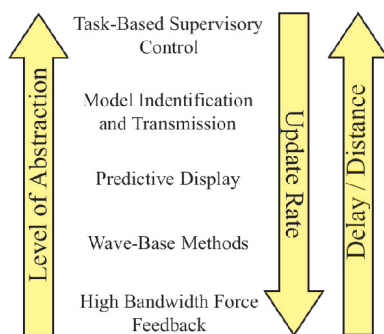 Task-Based Supervisory
Control
Model Indentification
and Transmission
Predictive Display
Wave-Base Methods
High Bandwidth Force
Feedback
Level of Abstraction
Update Rate
Delay / Distance